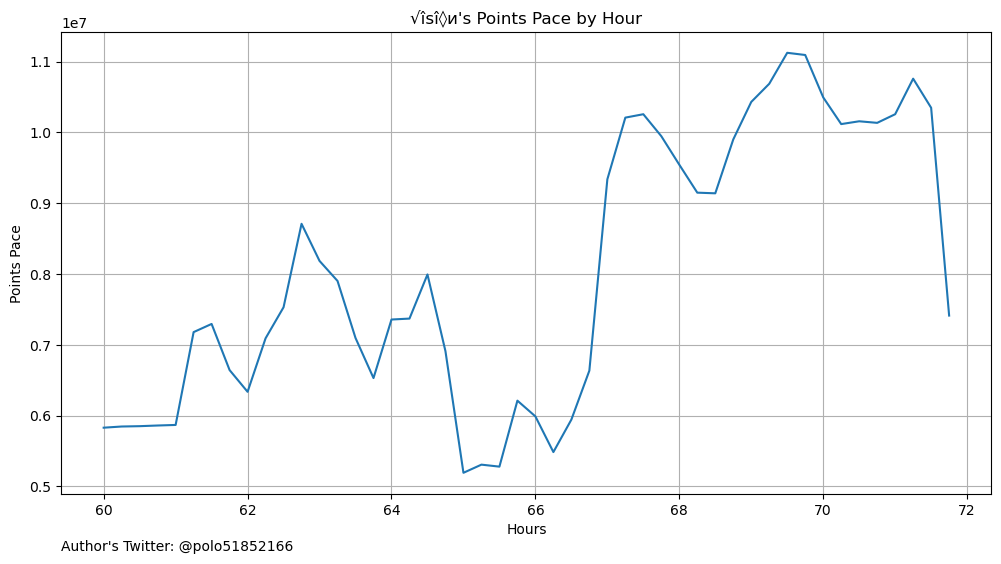 √îsî◊и's Points Pace by Hour
1e7
1.1
1.0
0.9
0.8
0.7
0.6
0.5
Points Pace
60 62 64 66 68 70 72
Hours
Author's Twitter: @polo51852166